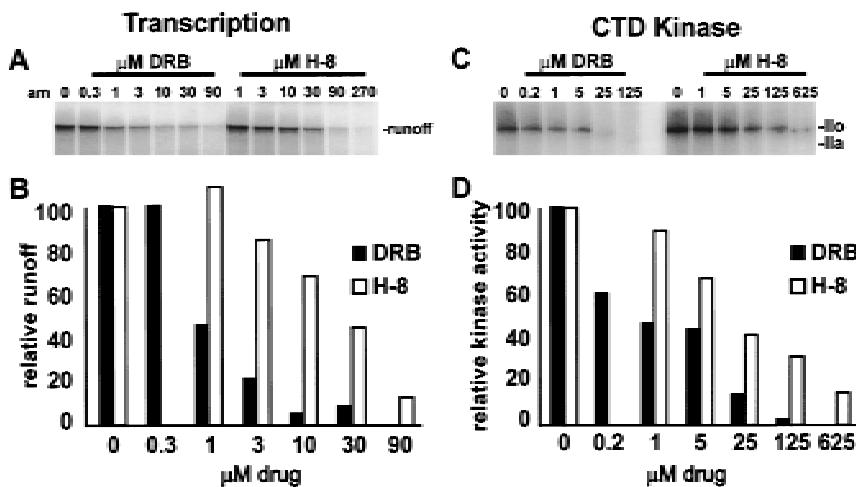 Transcription
A
μM DRB
μM H-8
am 0 0.3 1 3 10 30 90 1 3 10 30 90 270
-runoff
B
relative runoff
100
80
60
40
20
0
DRB
H-8
0 0.3 1 3 10 30 90
μM drug
CTD Kinase
C
μM DRB
μM H-8
0 0.2 1 5 25 125 0 1 5 25 125 625
-IIo
-IIa
D
relative kinase activity
100
80
60
40
20
0
DRB
H-8
0 0.2 1 5 25 125 625
μM drug